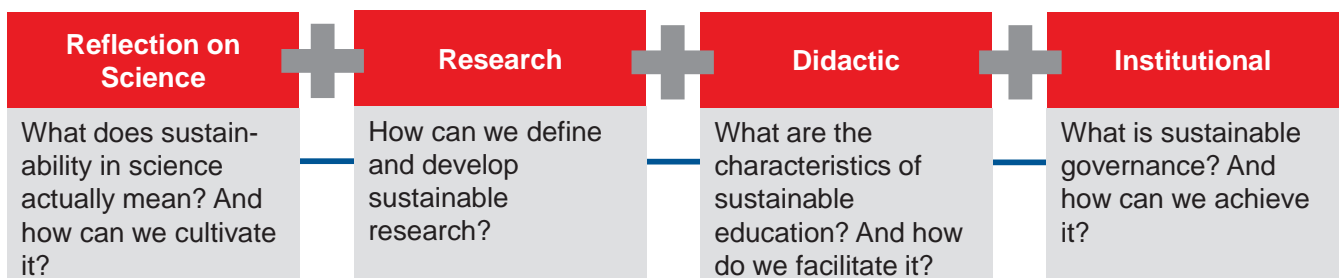 Reflection on
Science
What does sustain-
ability in science
actually mean? And
how can we cultivate
it?
Research
How can we define
and develop
sustainable
research?
Didactic
What are the
characteristics of
sustainable
education? And how
do we facilitate it?
Institutional
What is sustainable
governance? And
how can we achieve
it?